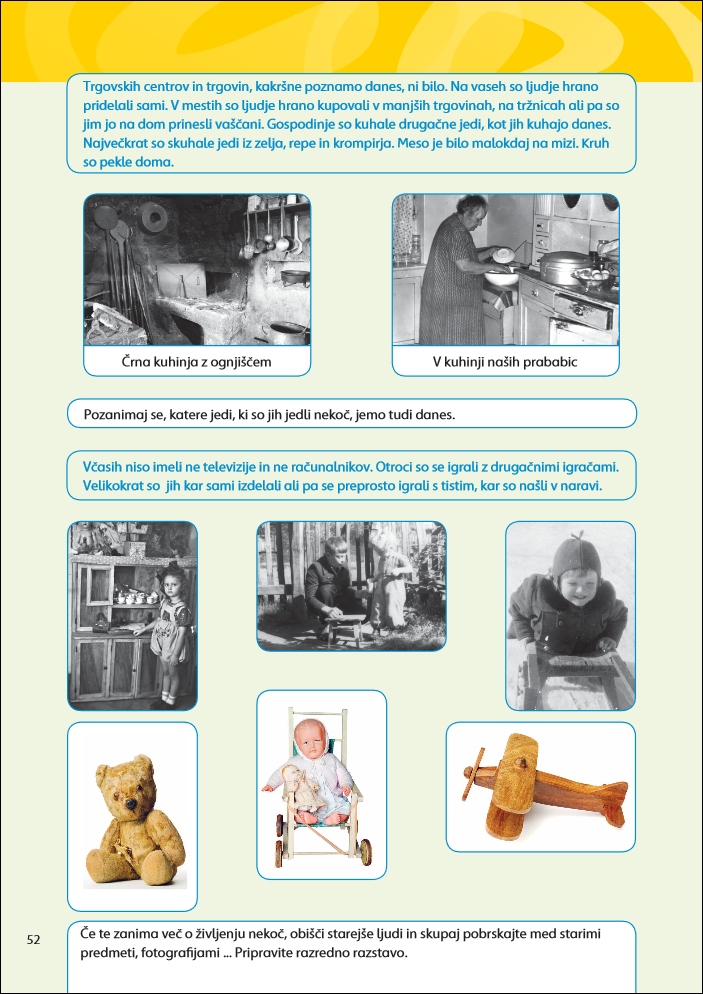 Trgovskih centrov in trgovin, kakršne poznamo danes, ni bilo. Na vaseh so ljudje hrano
pridelali sami. V mestih so ljudje hrano kupovali v manjših trgovinah, na tržnicah ali pa so
jim jo na dom prinesli vaščani. Gospodinje so kuhale drugačne jedi, kot jih kuhajo danes.
Največkrat so skuhale jedi iz zelja, repe in krompirja. Meso je bilo malokdaj na mizi. Kruh
so pekle doma.
Črna kuhinja z ognjiščem
V kuhinji naših prababic
Pozanimaj se, katere jedi, ki so jih jedli nekoč, jemo tudi danes.
Včasih niso imeli ne televizije in ne računalnikov. Otroci so se igrali z drugačnimi igračami.
Velikokrat so  jih kar sami izdelali ali pa se preprosto igrali s tistim, kar so našli v naravi.
Če te zanima več o življenju nekoč, obišči starejše ljudi in skupaj pobrskajte med starimi
predmeti, fotografijami ... Pripravite razredno razstavo.
52